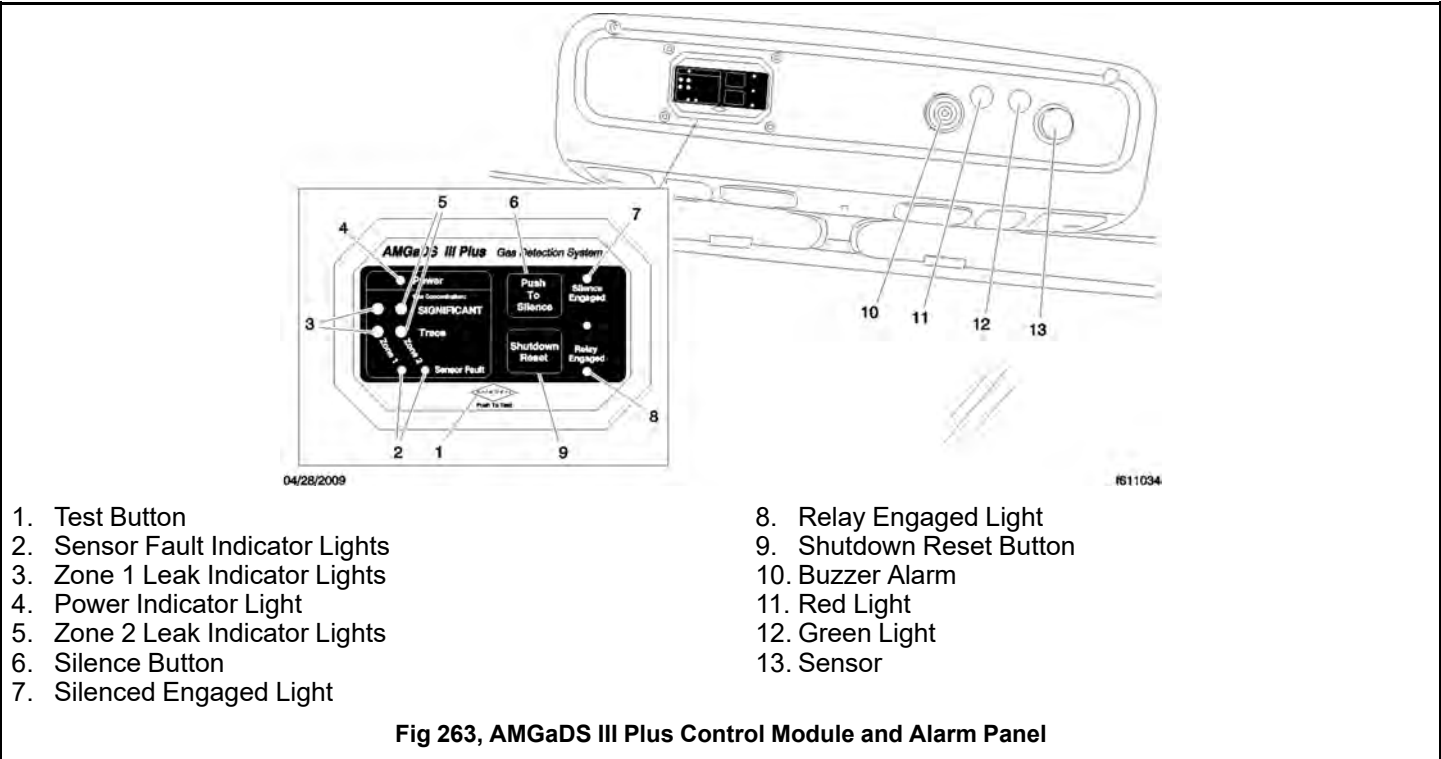 5
6
7
4
AMGaDS III Plus Gas Detection System
Power
Push To Silence
Silence Engaged
SIGNIFICANT
3
Trace
Zone 1
Zone 2
Sensor Fault
Shutdown Reset
Relay Engaged
Push To Test
8
2
1
9
10
11
12
13
04/28/2009
f611034
1. Test Button
2. Sensor Fault Indicator Lights
3. Zone 1 Leak Indicator Lights
4. Power Indicator Light
5. Zone 2 Leak Indicator Lights
6. Silence Button
7. Silenced Engaged Light
8. Relay Engaged Light
9. Shutdown Reset Button
10. Buzzer Alarm
11. Red Light
12. Green Light
13. Sensor
Fig 263, AMGaDS III Plus Control Module and Alarm Panel